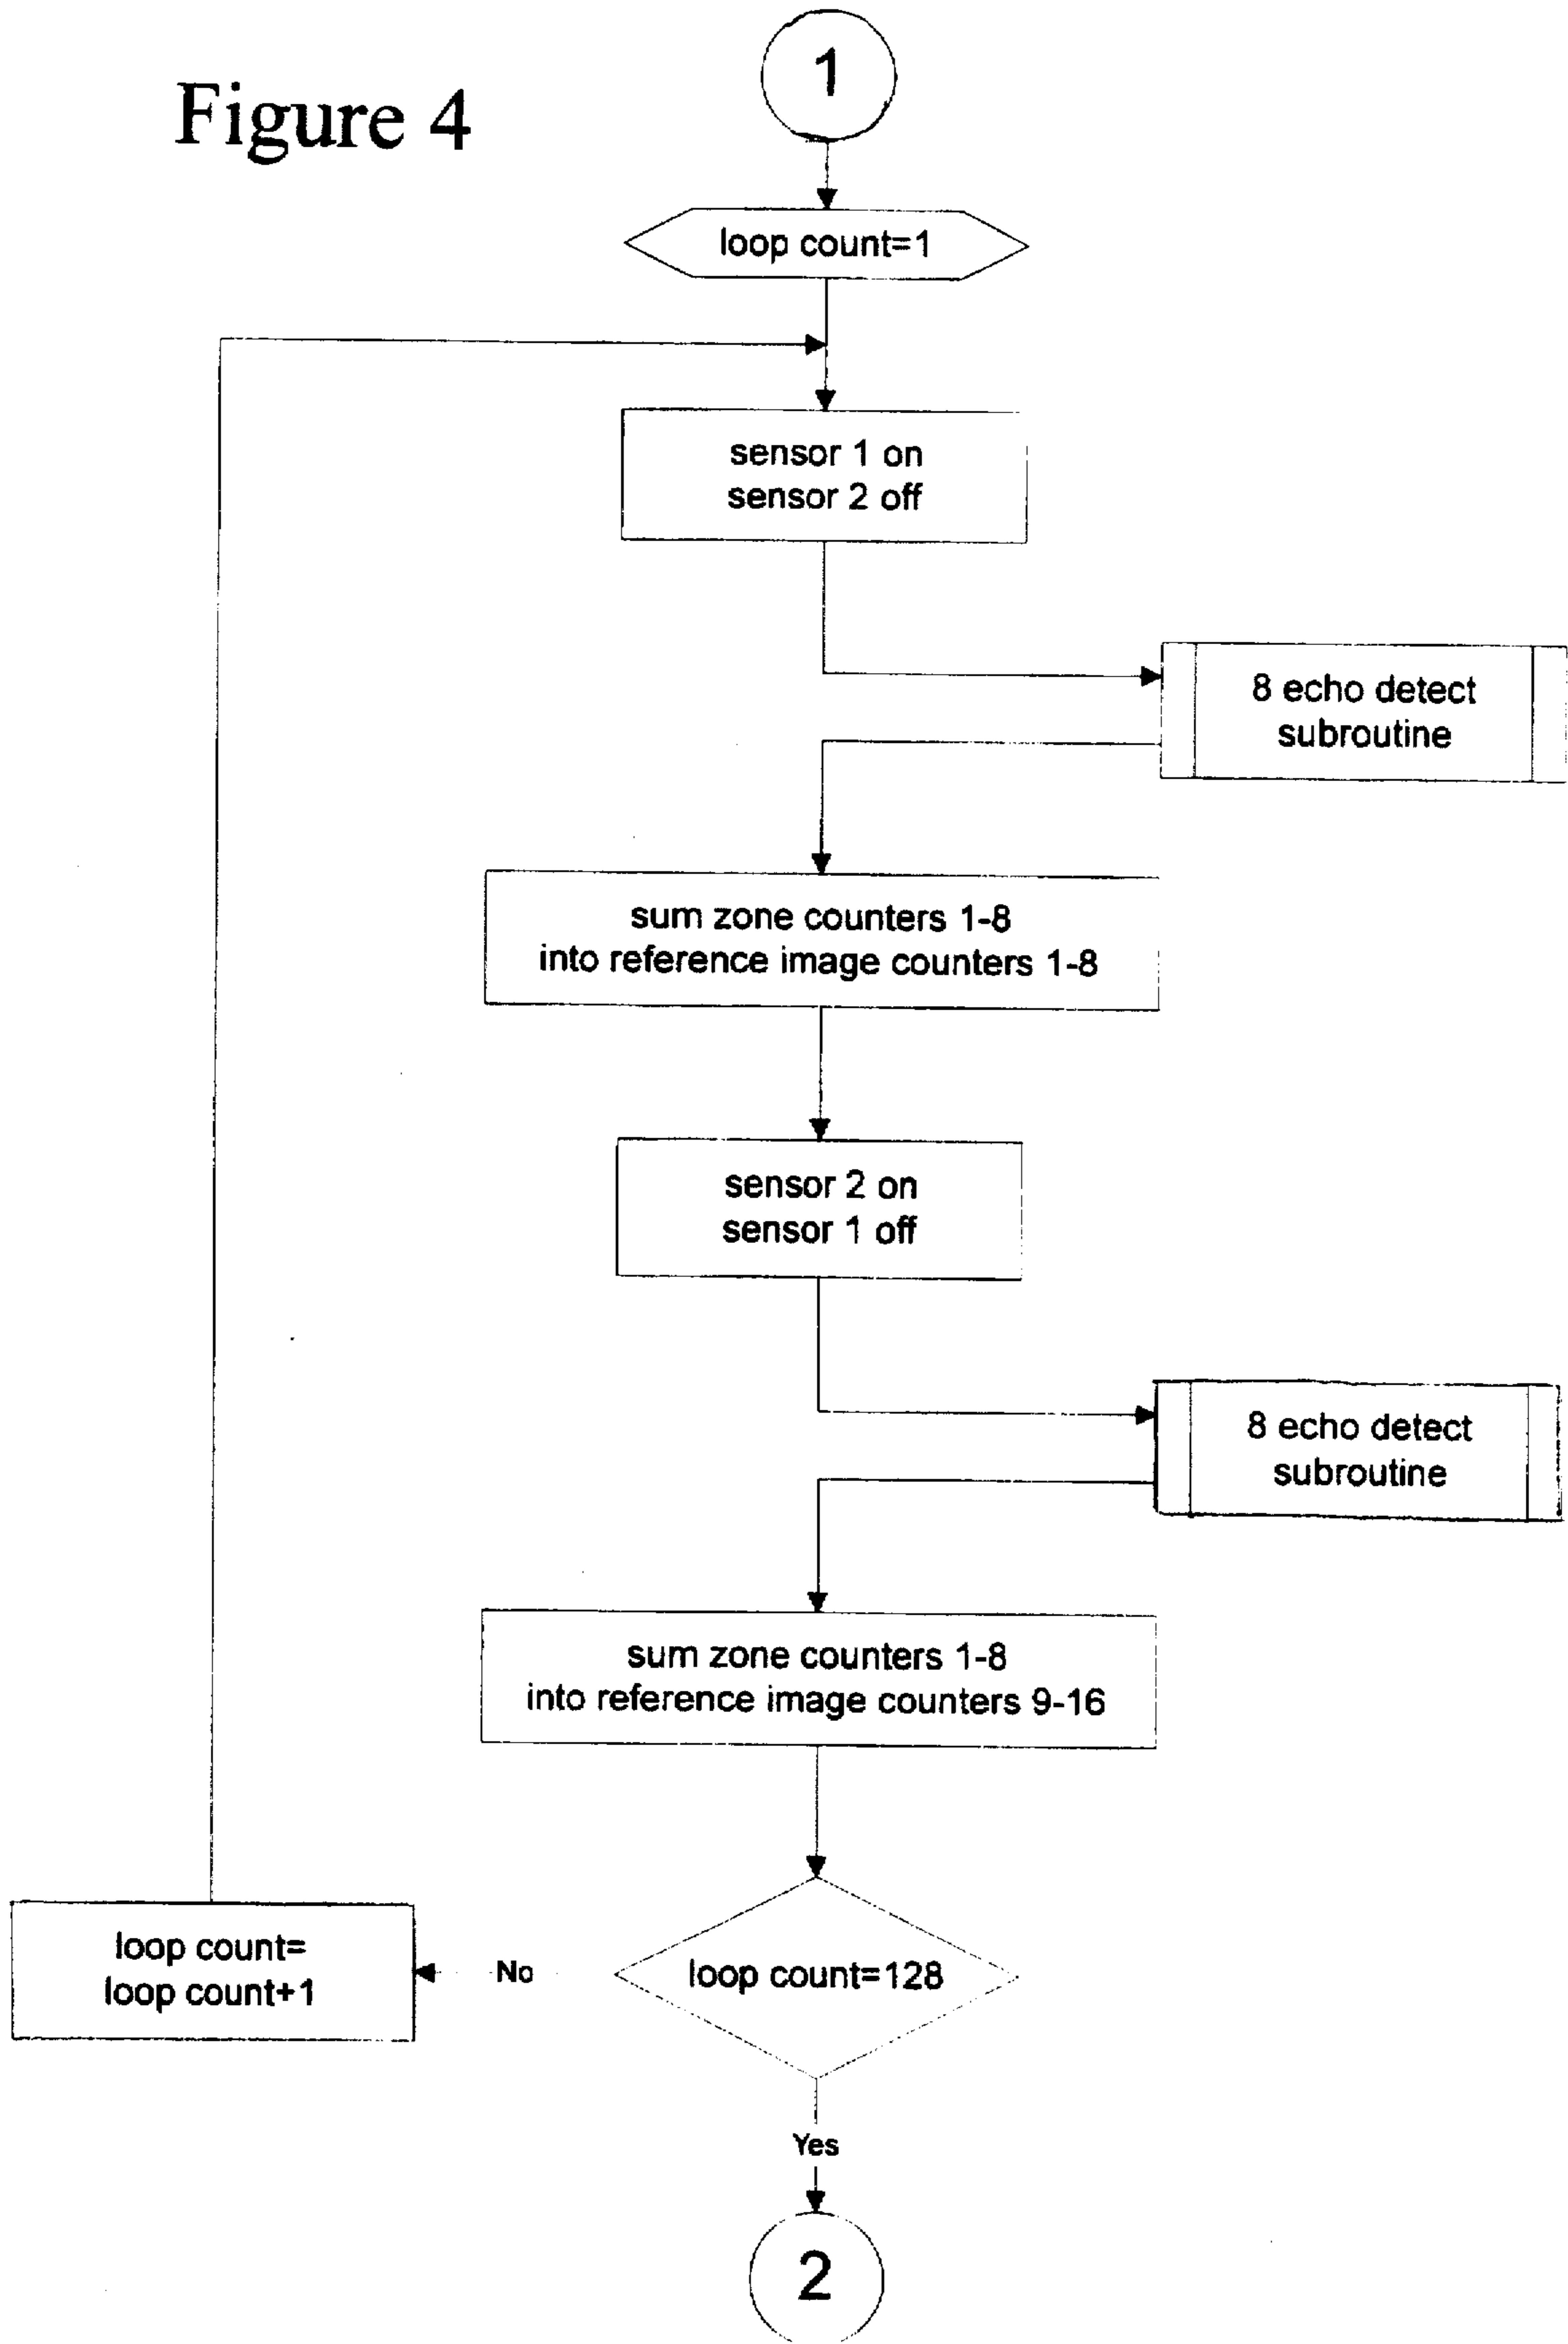 Figure 4
1
loop count=1
sensor 1 on
sensor 2 off
8 echo detect
subroutine
sum zone counters 1-8
into reference image counters 1-8
sensor 2 on
sensor 1 off
8 echo detect
subroutine
sum zone counters 1-8
into reference image counters 9-16
loop count=
loop count+1
No
loop count=128
Yes
2